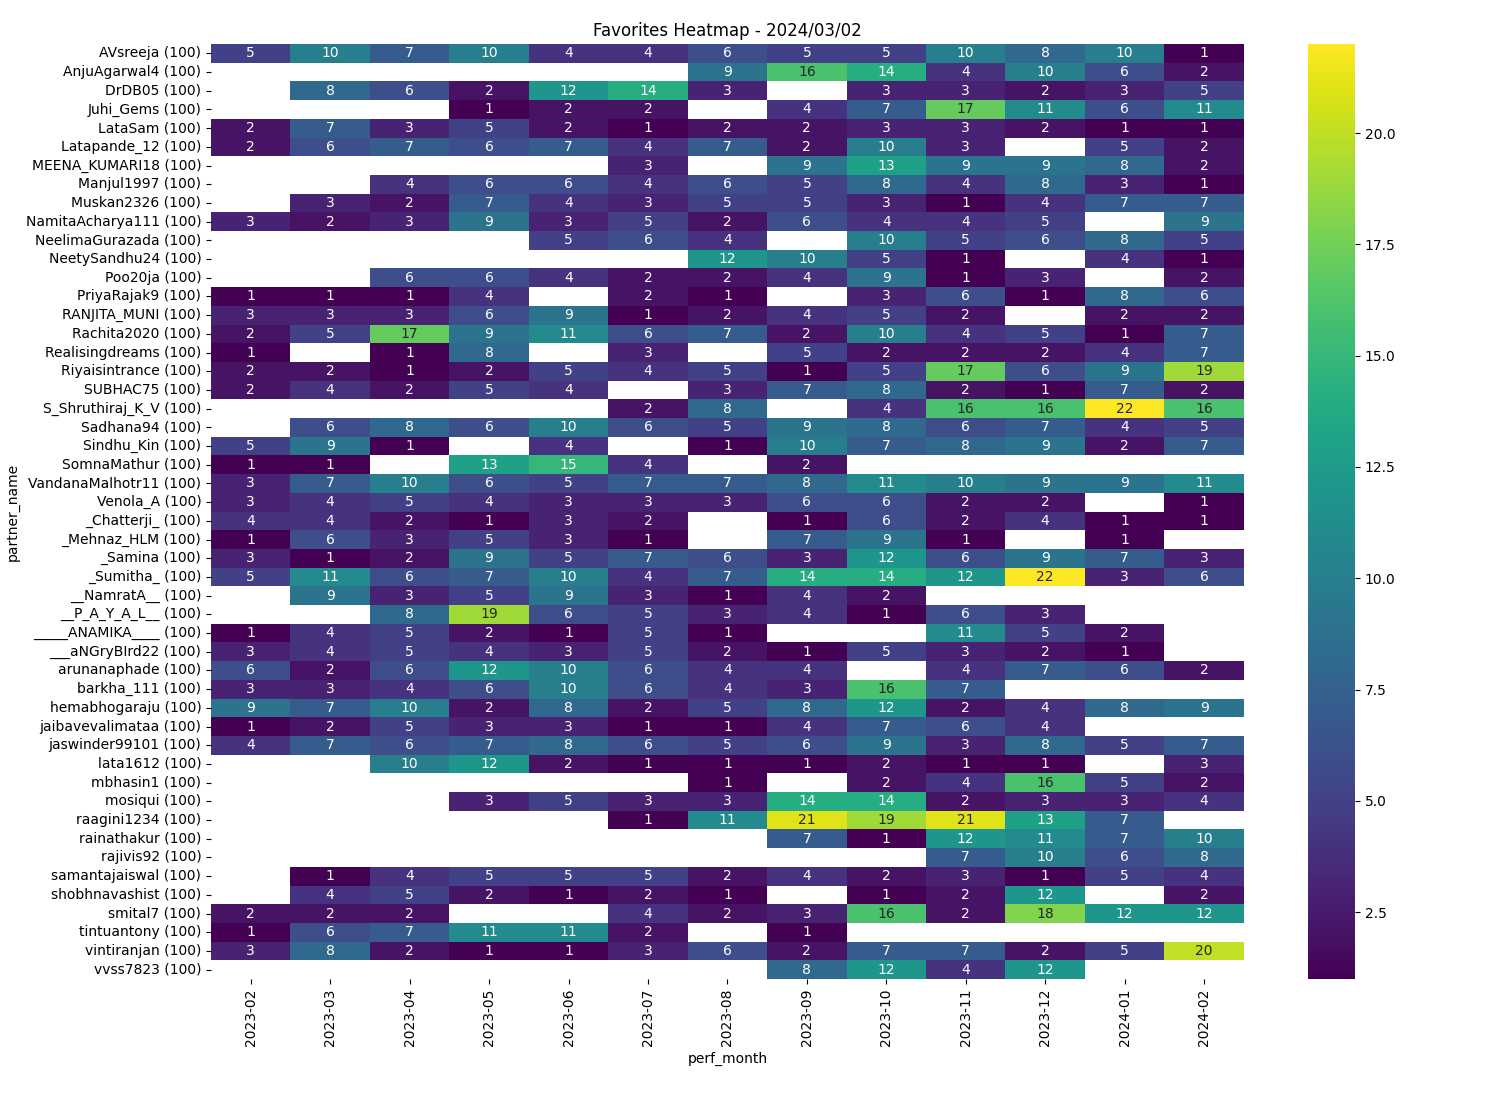 Favorites Heatmap - 2024/03/02
AVsreeja (100) 5 10 7 10 4 4 6 5 5 10 8 10 1
AnjuAgarwal4 (100) 9 16 14 4 10 6 2
DrDB05 (100) 8 6 2 12 14 3 3 3 2 3 5
Juhi_Gems (100) 1 2 2 4 7 17 11 6 11
LataSam (100) 2 7 3 5 2 1 2 2 3 3 2 1 1
Latapande_12 (100) 2 6 7 6 7 4 7 2 10 3 5 2
MEENA_KUMARI18 (100) 3 9 13 9 9 8 2
Manjul1997 (100) 4 6 6 4 6 5 8 4 8 3 1
Muskan2326 (100) 3 2 7 4 3 5 5 3 1 4 7 7
NamitaAcharya111 (100) 3 2 3 9 3 5 2 6 4 4 5 9
NeelimaGurazada (100) 5 6 4 10 5 6 8 5
NeetySandhu24 (100) 12 10 5 1 4 1
Poo20ja (100) 6 6 4 2 2 4 9 1 3 2
PriyaRajak9 (100) 1 1 1 4 2 1 3 6 1 8 6
RANJITA_MUNI (100) 3 3 3 6 9 1 2 4 5 2 2 2
Rachita2020 (100) 2 5 17 9 11 6 7 2 10 4 5 1 7
Realisingdreams (100) 1 1 8 3 5 2 2 2 4 7
Riyaisintrance (100) 2 2 1 2 5 4 5 1 5 17 6 9 19
SUBHAC75 (100) 2 4 2 5 4 3 7 8 2 1 7 2
S_Shruthiraj_K_V (100) 2 8 4 16 16 22 16
Sadhana94 (100) 6 8 6 10 6 5 9 8 6 7 4 5
Sindhu_Kin (100) 5 9 1 4 1 10 7 8 9 2 7
SomnaMathur (100) 1 1 13 15 4 2
VandanaMalhotr11 (100) 3 7 10 6 5 7 7 8 11 10 9 9 11
Venola_A (100) 3 4 5 4 3 3 3 6 6 2 2 1
_Chatterji_ (100) 4 4 2 1 3 2 1 6 2 4 1 1
_Mehnaz_HLM (100) 1 6 3 5 3 1 7 9 1 1
_Samina (100) 3 1 2 9 5 7 6 3 12 6 9 7 3
_Sumitha_ (100) 5 11 6 7 10 4 7 14 14 12 22 3 6
__NamratA__ (100) 9 3 5 9 3 1 4 2
__P_A_Y_A_L__ (100) 8 19 6 5 3 4 1 6 3
_____ANAMIKA____ (100) 1 4 5 2 1 5 1 11 5 2
___aNGryBIrd22 (100) 3 4 5 4 3 5 2 1 5 3 2 1
arunanaphade (100) 6 2 6 12 10 6 4 4 4 7 6 2
barkha_111 (100) 3 3 4 6 10 6 4 3 16 7
hemabhogaraju (100) 9 7 10 2 8 2 5 8 12 2 4 8 9
jaibavevalimataa (100) 1 2 5 3 3 1 1 4 7 6 4
jaswinder99101 (100) 4 7 6 7 8 6 5 6 9 3 8 5 7
lata1612 (100) 10 12 2 1 1 1 2 1 1 3
mbhasin1 (100) 1 2 4 16 5 2
mosiqui (100) 3 5 3 3 14 14 2 3 3 4
raagini1234 (100) 1 11 21 19 21 13 7
rainathakur (100) 7 1 12 11 7 10
rajivis92 (100) 7 10 6 8
samantajaiswal (100) 1 4 5 5 5 2 4 2 3 1 5 4
shobhnavashist (100) 4 5 2 1 2 1 1 2 12 2
smital7 (100) 2 2 2 4 2 3 16 2 18 12 12
tintuantony (100) 1 6 7 11 11 2 1
vintiranjan (100) 3 8 2 1 1 3 6 2 7 7 2 5 20
vvss7823 (100) 8 12 4 12
2023-02 2023-03 2023-04 2023-05 2023-06 2023-07 2023-08 2023-09 2023-10 2023-11 2023-12 2024-01 2024-02
perf_month
partner_name
20.0
17.5
15.0
12.5
10.0
7.5
5.0
2.5